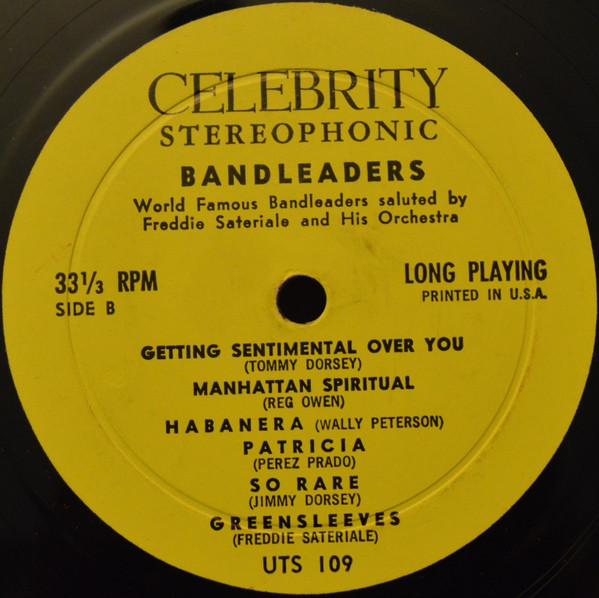 CELEBRITY
STEREOPHONIC
BANDLEADERS
World Famous Bandleaders saluted by
Freddie Sateriale and His Orchestra
33 1/3 RPM
SIDE B
LONG PLAYING
PRINTED IN U.S.A.
GETTING SENTIMENTAL OVER YOU
(TOMMY DORSEY)
MANHATTAN SPIRITUAL
(REG OWEN)
HABANERA (WALLY PETERSON)
PATRICIA
(PEREZ PRADO)
SO RARE
(JIMMY DORSEY)
GREENSLEEVES
(FREDDIE SATERIALE)
UTS 109